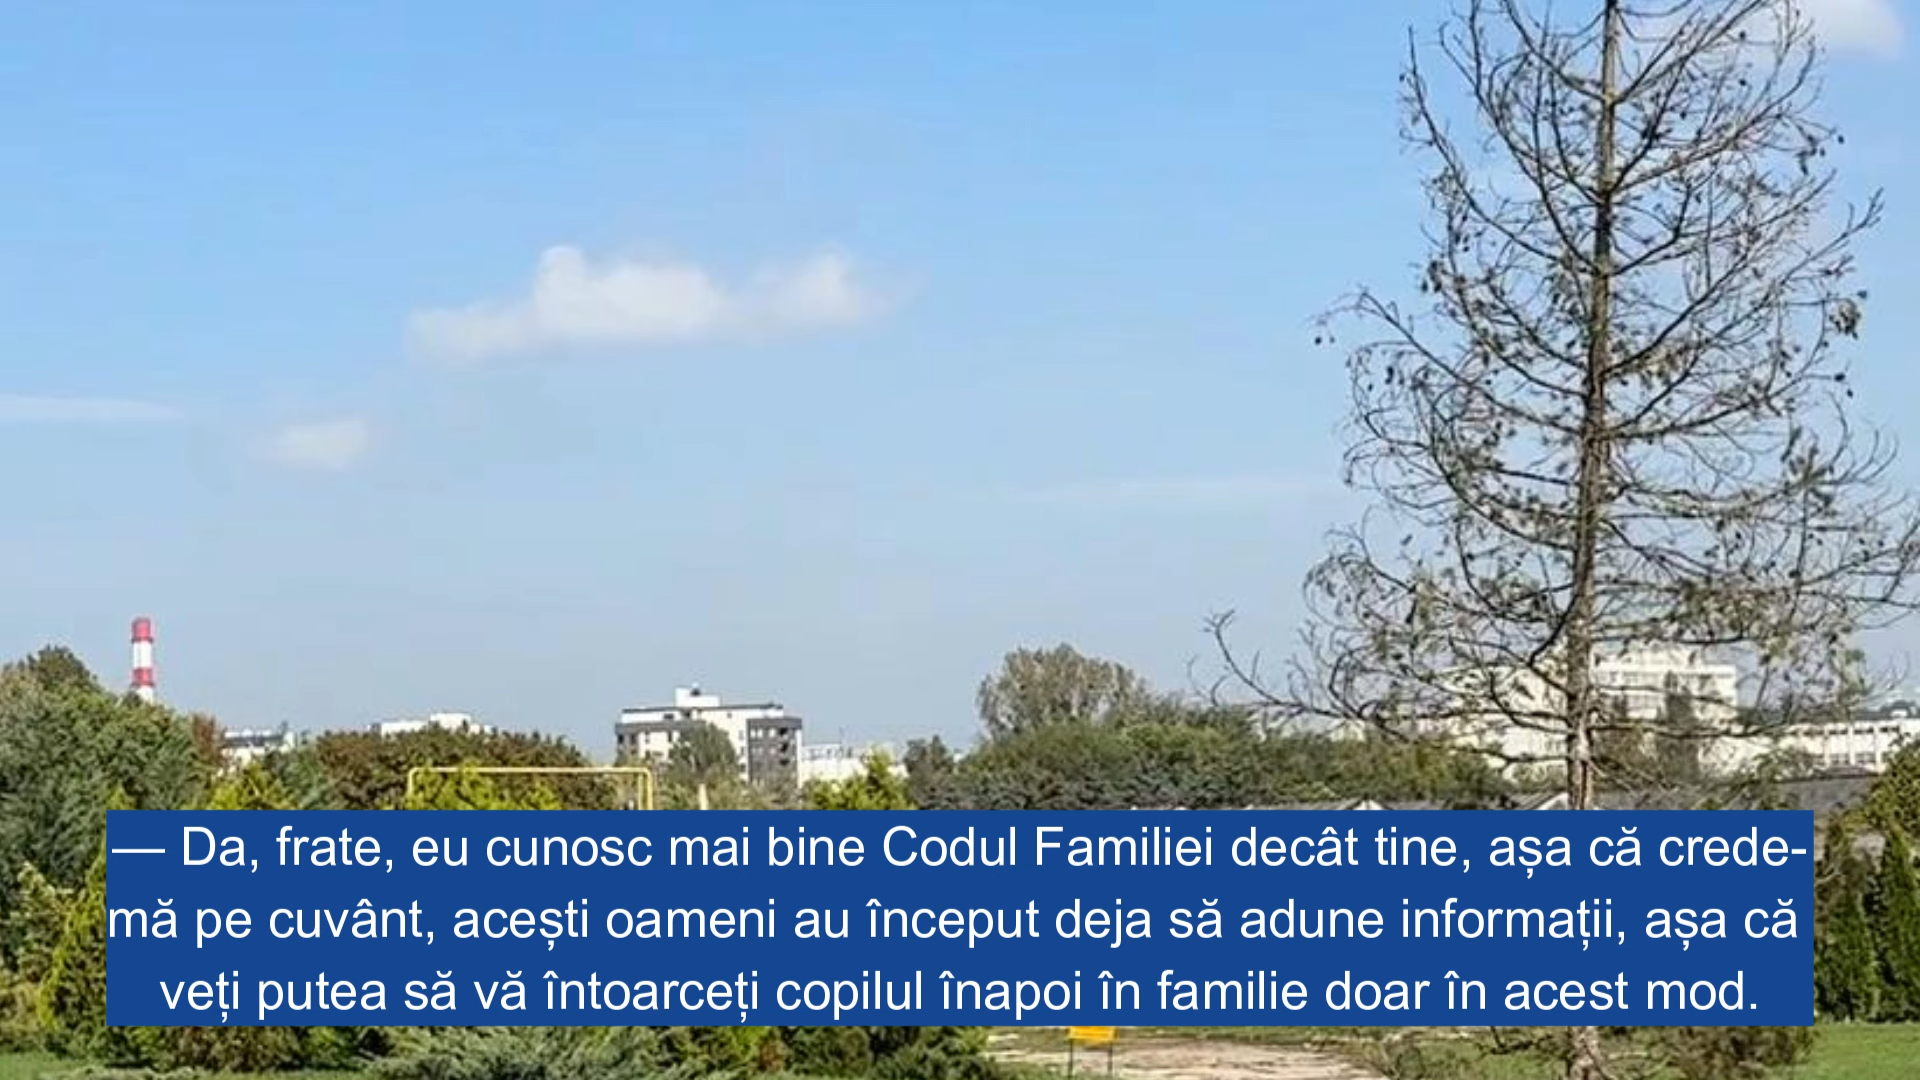 — Da, frate, eu cunosc mai bine Codul Familiei decât tine, așa că crede-
mă pe cuvânt, acești oameni au început deja să adune informații, așa că
veți putea să vă întoarceți copilul înapoi în familie doar în acest mod.